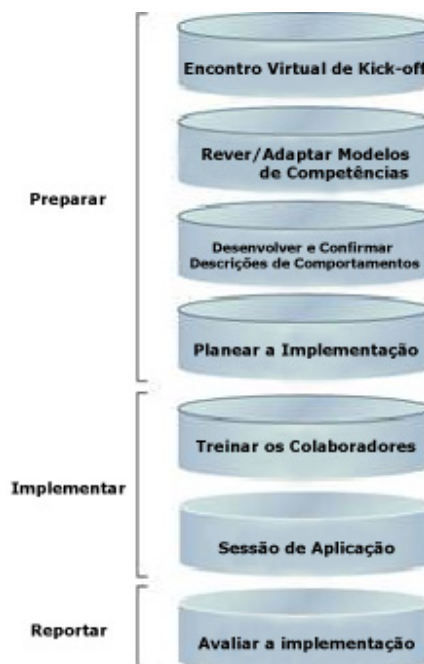 Encontro Virtual de Kick-off
Rever/Adaptar Modelos
de Competências
Preparar
Desenvolver e Confirmar
Descrições de Comportamentos
Planear a Implementação
Treinar os Colaboradores
Implementar
Sessão de Aplicação
Reportar
Avaliar a implementação